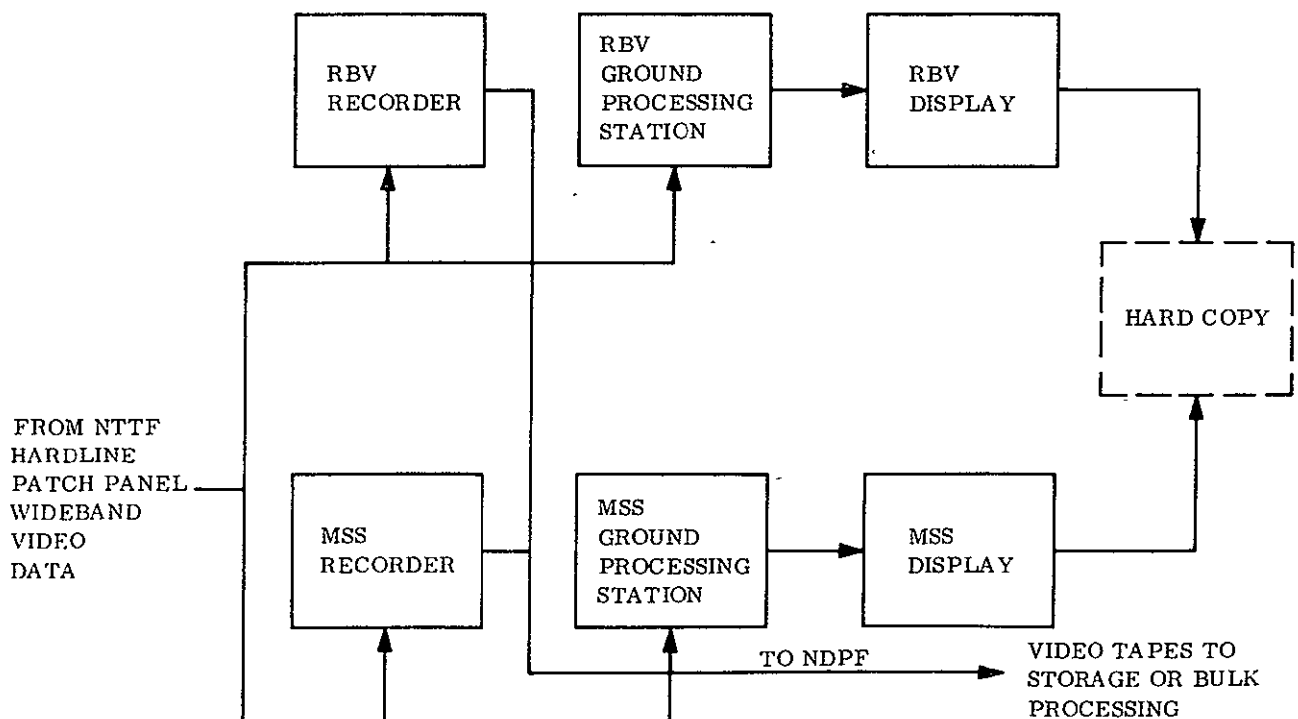 RBV
RECORDER
RBV
GROUND
PROCESSING
STATION
RBV
DISPLAY
HARD COPY
FROM NTTF
HARDLINE
PATCH PANEL
WIDEBAND
VIDEO
DATA
MSS
RECORDER
MSS
GROUND
PROCESSING
STATION
MSS
DISPLAY
TO NDPF
VIDEO TAPES TO
STORAGE OR BULK
PROCESSING